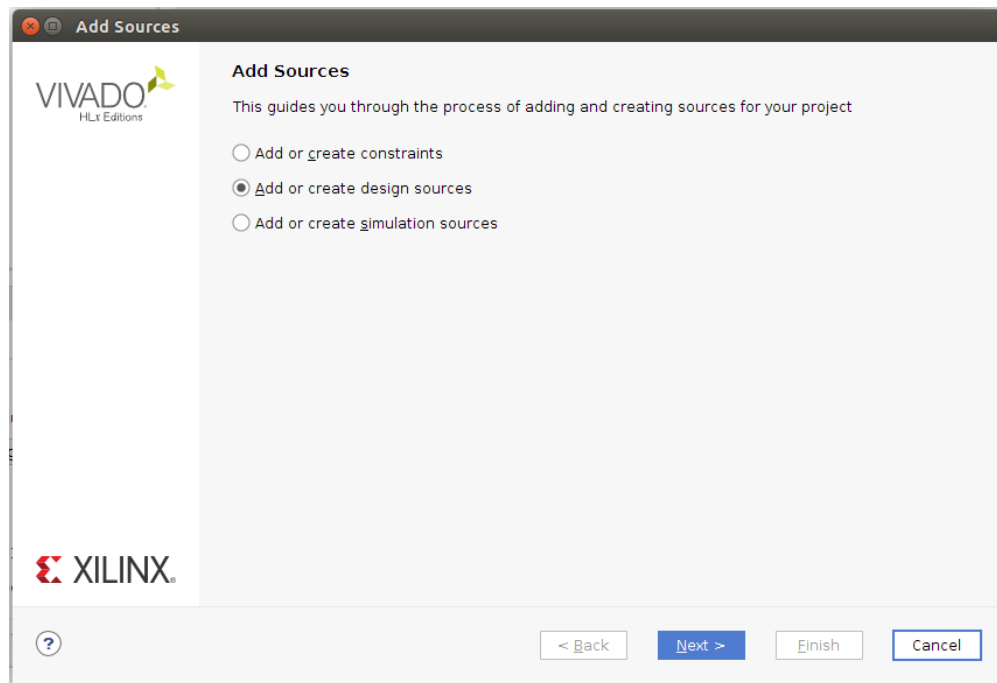 Add Sources
VIVADO
HLx Editions
Add Sources
This guides you through the process of adding and creating sources for your project
Add or create constraints
Add or create design sources
Add or create simulation sources
XILINX
?
< Back
Next >
Finish
Cancel